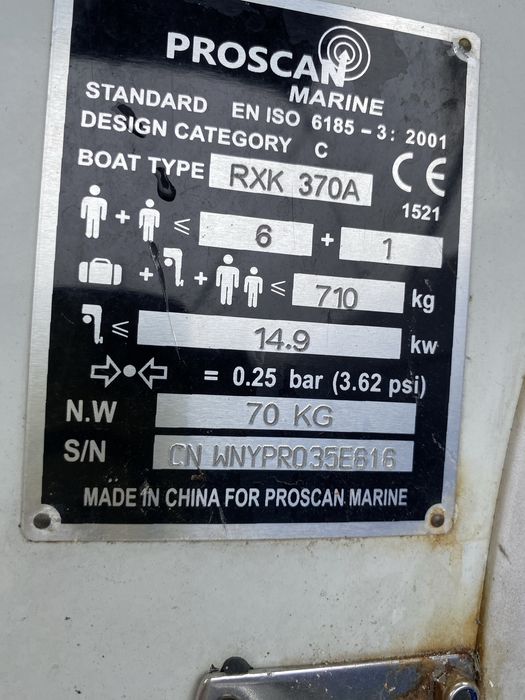 PROSCAN
MARINE
STANDARD EN ISO 6185 - 3: 2001
DESIGN CATEGORY C
BOAT TYPE RXK 370A
CE
1521
+ ≤ 6 + 1
+ + ≤ 710 kg
≤ 14.9 kw
= 0.25 bar (3.62 psi)
N.W 70 KG
S/N CN WNYPRO35E616
MADE IN CHINA FOR PROSCAN MARINE